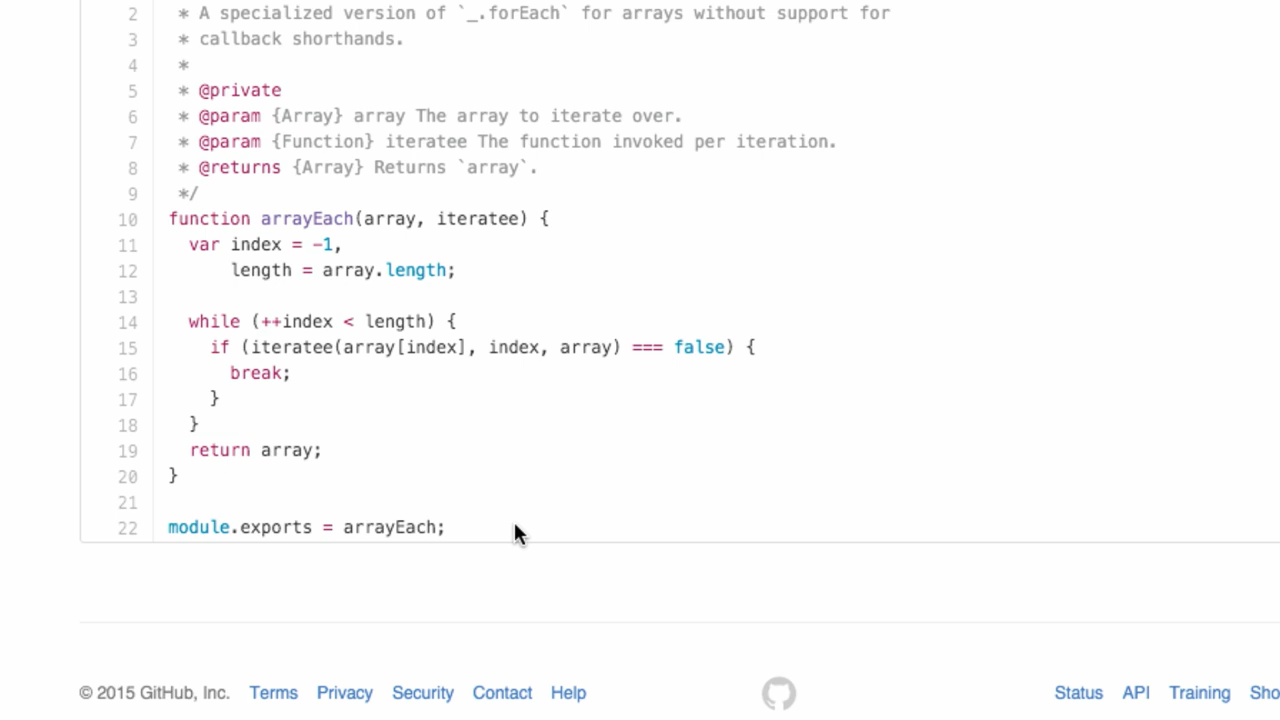 2 * A specialized version of `_.forEach` for arrays without support for
3 * callback shorthands.
4 *
5 * @private
6 * @param {Array} array The array to iterate over.
7 * @param {Function} iteratee The function invoked per iteration.
8 * @returns {Array} Returns `array`.
9 */
10 function arrayEach(array, iteratee) {
11 var index = -1,
12 length = array.length;
13
14 while (++index < length) {
15 if (iteratee(array[index], index, array) === false) {
16 break;
17 }
18 }
19 return array;
20 }
21
22 module.exports = arrayEach;
© 2015 GitHub, Inc. Terms Privacy Security Contact Help Status API Training Sho